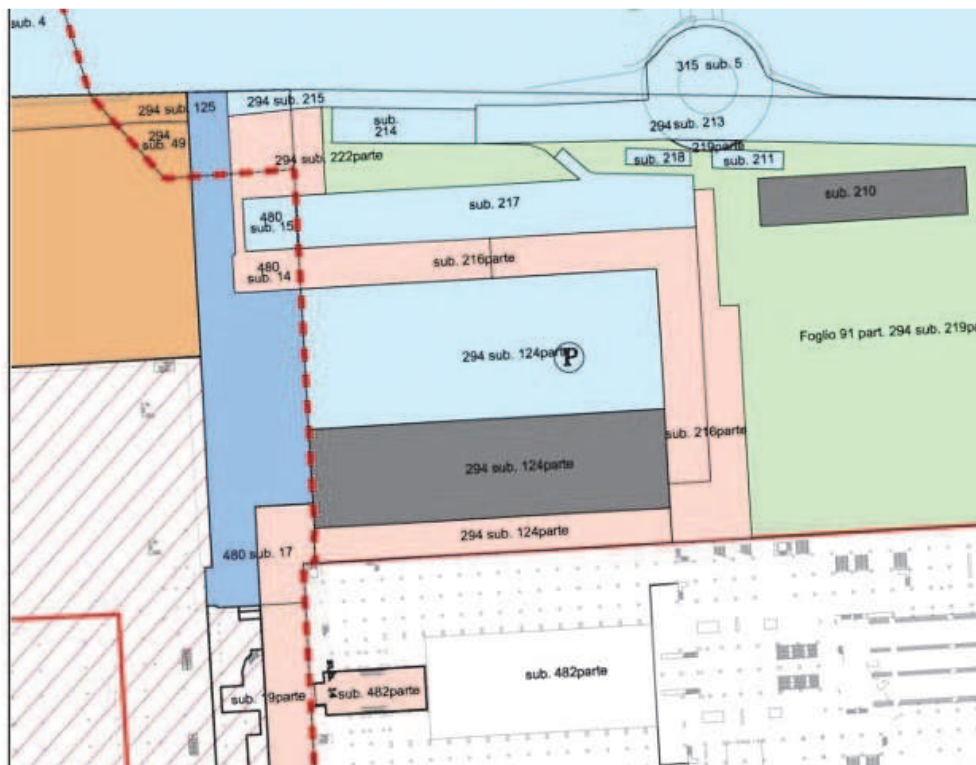 sub. 4
315 sub. 5
294 sub. 125
294 sub. 215
sub.
214
294sub. 213
294
sub. 49
219parte
294 sub. 222parte
sub. 218
sub. 211
sub. 210
sub. 217
480
sub. 15
480
sub. 14
sub. 216parte
Foglio 91 part. 294 sub. 219pa
294 sub. 124parte
P
sub. 216parte
294 sub. 124parte
294 sub. 124parte
480 sub. 17
sub. 482parte
sub. 19parte
sub. 482parte